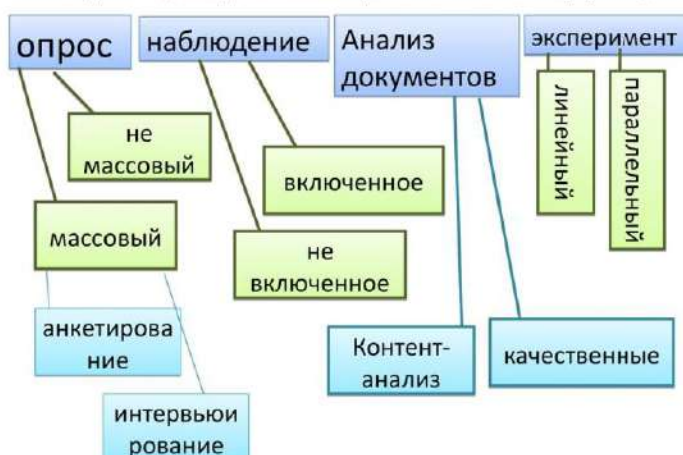 опрос
наблюдение
Анализ
документов
эксперимент
не
массовый
включенное
линейный
параллельный
массовый
не
включенное
анкетирова
ние
Контент-
анализ
качественные
интервьюи
рование